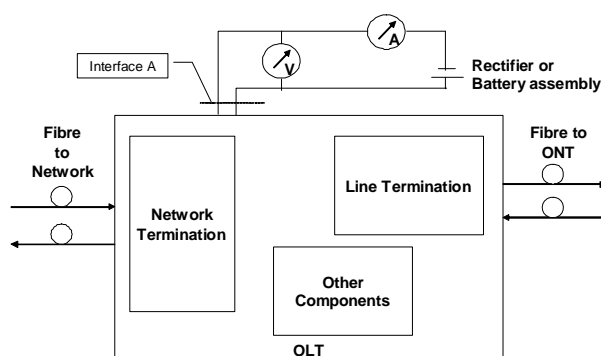 A
V
Interface A
Rectifier or
Battery assembly
Fibre
to
Network
Fibre to
ONT
Network
Termination
Line Termination
Other
Components
OLT